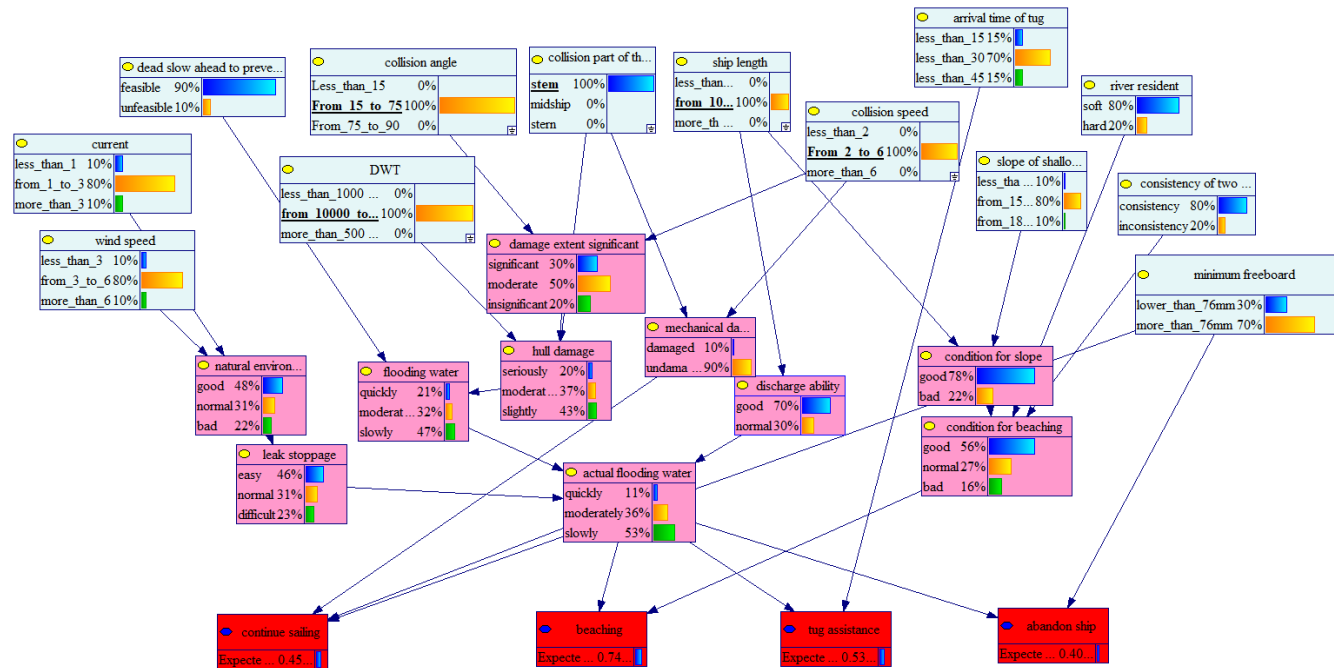 dead slow ahead to preve...
feasible 90%
unfeasible 10%
collision angle
Less_than_15 0%
From_15_to_75 100%
From_75_to_90 0%
collision part of th...
stem 100%
midship 0%
stern 0%
ship length
less_than... 0%
from_10... 100%
more_th ... 0%
arrival time of tug
less_than_15 15%
less_than_30 70%
less_than_45 15%
river resident
soft 80%
hard 20%
collision speed
less_than_2 0%
From_2_to_6 100%
more_than_6 0%
current
less_than_1 10%
from_1_to_3 80%
more_than_3 10%
DWT
less_than_1000 ... 0%
from_10000_to... 100%
more_than_500 ... 0%
slope of shallo...
less_tha ... 10%
from_15... 80%
from_18... 10%
consistency of two ...
consistency 80%
inconsistency 20%
wind speed
less_than_3 10%
from_3_to_6 80%
more_than_6 10%
damage extent significant
significant 30%
moderate 50%
insignificant 20%
minimum freeboard
lower_than_76mm 30%
more_than_76mm 70%
mechanical da...
damaged 10%
undama ... 90%
natural environ...
good 48%
normal 31%
bad 22%
flooding water
quickly 21%
moderat ... 32%
slowly 47%
hull damage
seriously 20%
moderat ... 37%
slightly 43%
discharge ability
good 70%
normal 30%
condition for slope
good 78%
bad 22%
condition for beaching
good 56%
normal 27%
bad 16%
leak stoppage
easy 46%
normal 31%
difficult 23%
actual flooding water
quickly 11%
moderately 36%
slowly 53%
continue sailing
Expecte ... 0.45...
beaching
Expecte ... 0.74...
tug assistance
Expecte ... 0.53...
abandon ship
Expecte ... 0.40...